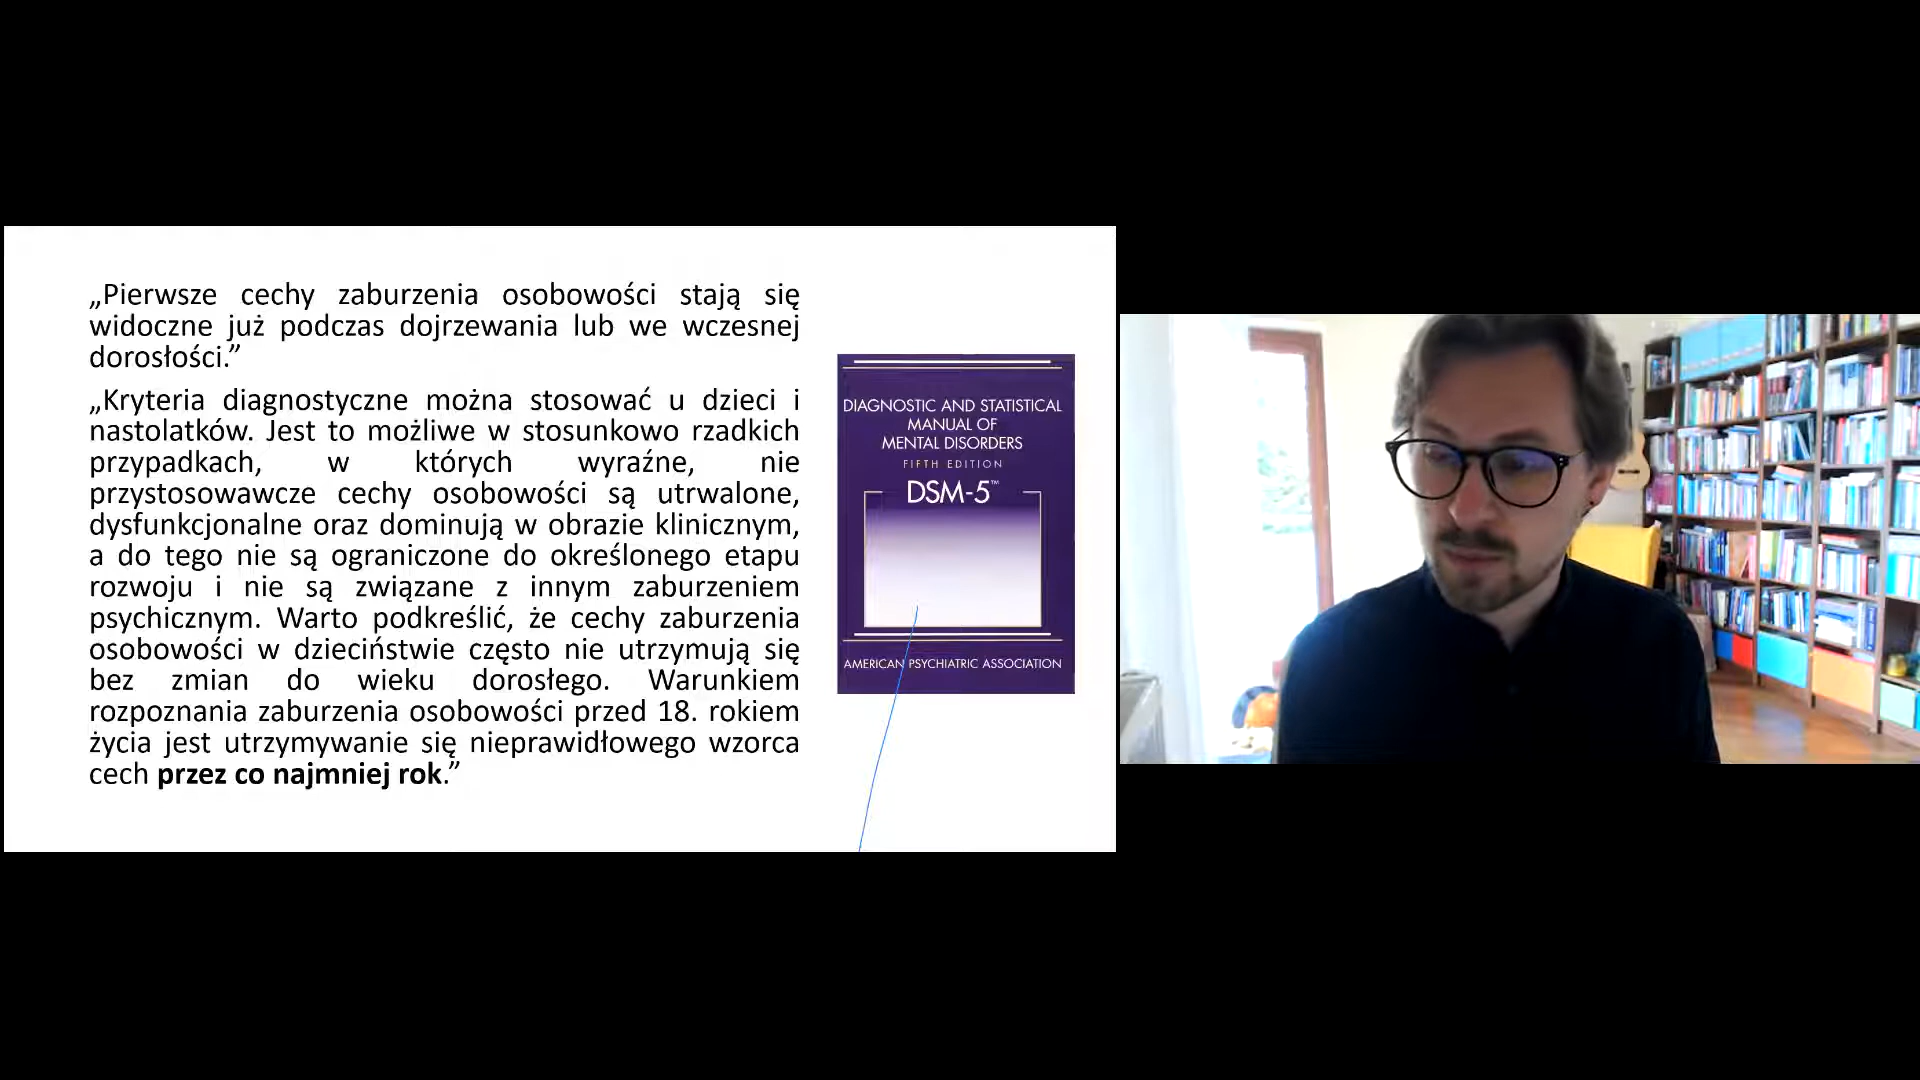 „Pierwsze cechy zaburzenia osobowości stają się
widoczne już podczas dojrzewania lub we wczesnej
dorosłości.”
„Kryteria diagnostyczne można stosować u dzieci i
nastolatków. Jest to możliwe w stosunkowo rzadkich
przypadkach, w których wyraźne, nie
przystosowawcze cechy osobowości są utrwalone,
dysfunkcjonalne oraz dominują w obrazie klinicznym,
a do tego nie są ograniczone do określonego etapu
rozwoju i nie są związane z innym zaburzeniem
psychicznym. Warto podkreślić, że cechy zaburzenia
osobowości w dzieciństwie często nie utrzymują się
bez zmian do wieku dorosłego. Warunkiem
rozpoznania zaburzenia osobowości przed 18. rokiem
życia jest utrzymywanie się nieprawidłowego wzorca
cech przez co najmniej rok.”
DIAGNOSTIC AND STATISTICAL
MANUAL OF
MENTAL DISORDERS
FIFTH EDITION
DSM-5™
AMERICAN PSYCHIATRIC ASSOCIATION